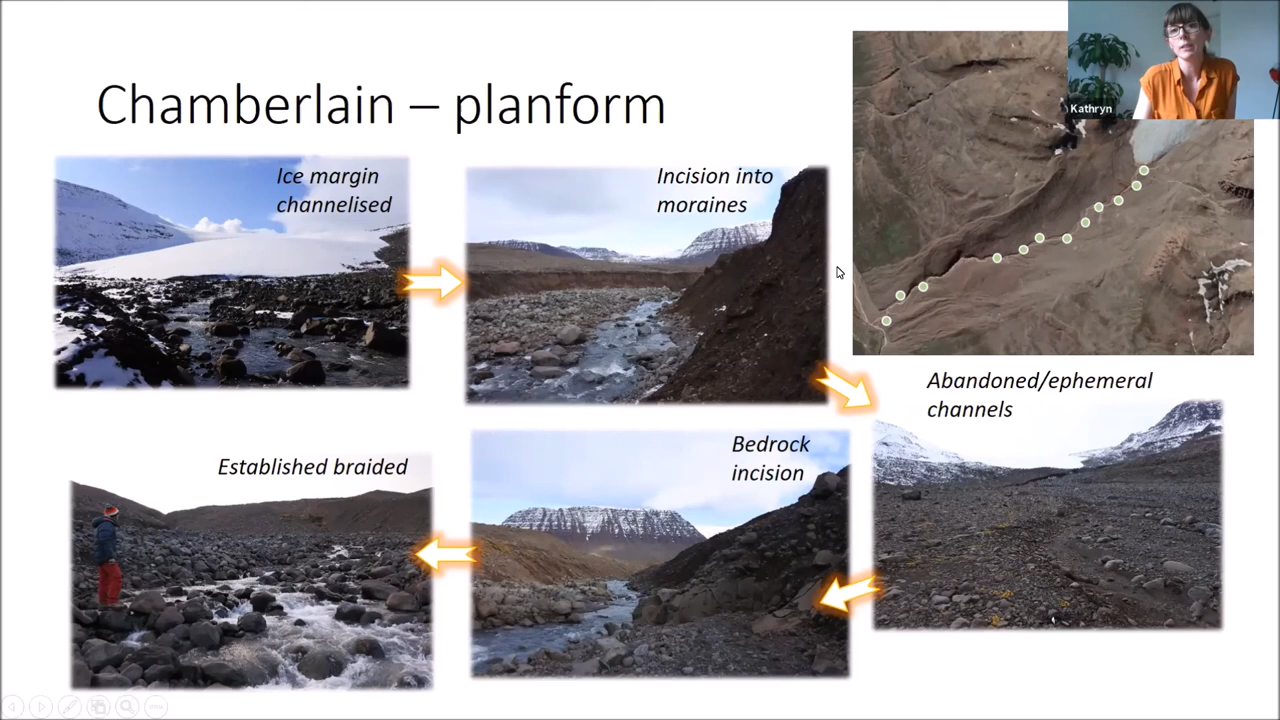 Chamberlain – planform
Kathryn
Ice margin
channelised
Incision into
moraines
Abandoned/ephemeral
channels
Bedrock
incision
Established braided